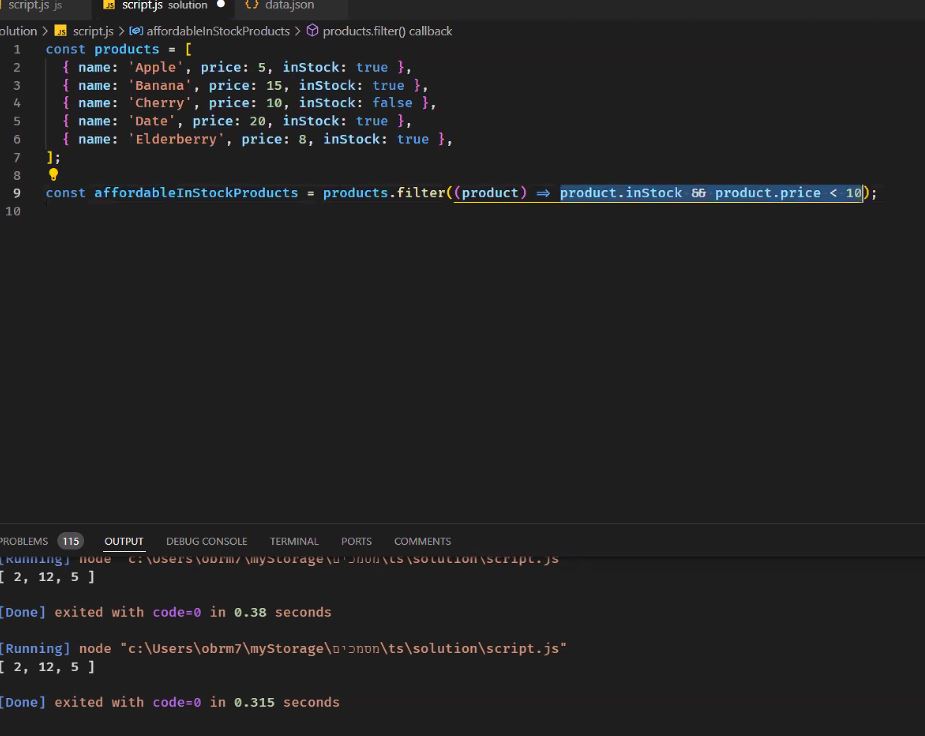 script.js js
script.js solution
data.json
olution > script.js > affordableInStockProducts > products.filter() callback
1 const products = [
2 { name: 'Apple', price: 5, inStock: true },
3 { name: 'Banana', price: 15, inStock: true },
4 { name: 'Cherry', price: 10, inStock: false },
5 { name: 'Date', price: 20, inStock: true },
6 { name: 'Elderberry', price: 8, inStock: true },
7 ];
8
9 const affordableInStockProducts = products.filter((product) => product.inStock && product.price < 10);
10
PROBLEMS 115 OUTPUT DEBUG CONSOLE TERMINAL PORTS COMMENTS
[Running] node "c:\Users\obrm7\myStorage\מסמכים\ts\solution\script.js"
[ 2, 12, 5 ]
[Done] exited with code=0 in 0.38 seconds
[Running] node "c:\Users\obrm7\myStorage\מסמכים\ts\solution\script.js"
[ 2, 12, 5 ]
[Done] exited with code=0 in 0.315 seconds